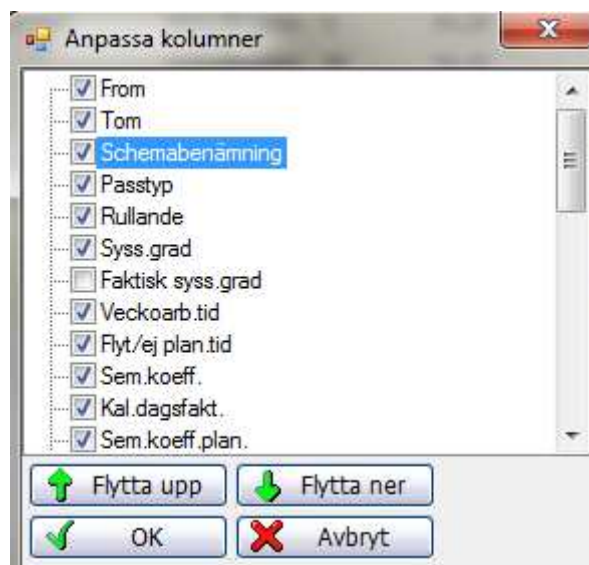 Anpassa kolumner
From
Tom
Schemabenämning
Passtyp
Rullande
Syss.grad
Faktisk syss.grad
Veckoarb.tid
Flyt/ej plan.tid
Sem.koeff.
Kal.dagsfakt.
Sem.koeff.plan.
Flytta upp
Flytta ner
OK
Avbryt